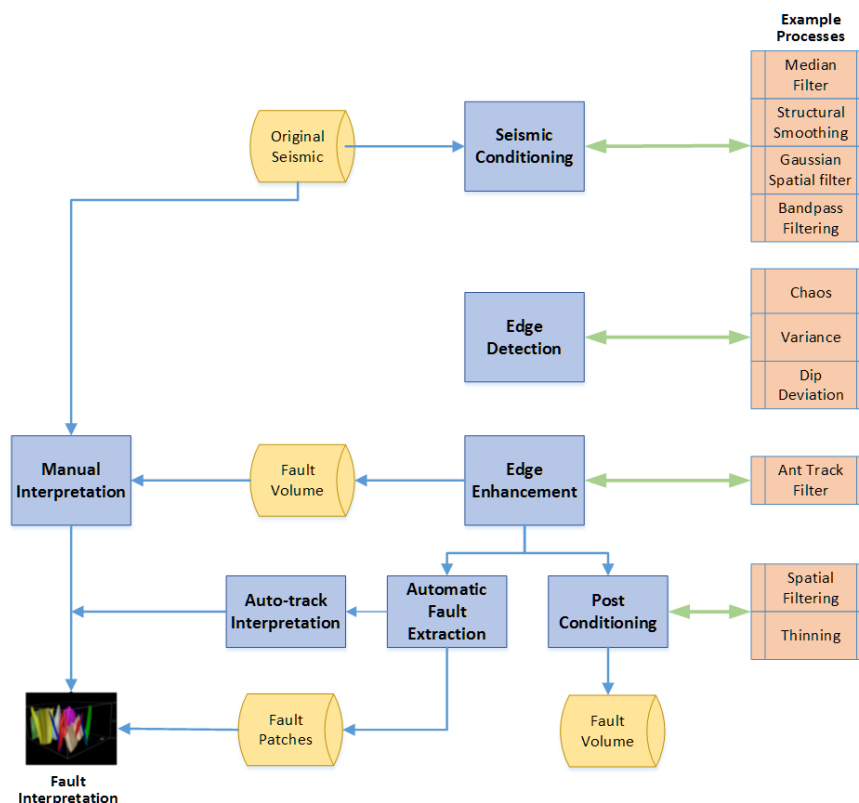 Example
Processes
Median
Filter
Original
Seismic
Seismic
Conditioning
Structural
Smoothing
Gaussian
Spatial filter
Bandpass
Filtering
Edge
Detection
Chaos
Variance
Dip
Deviation
Manual
Interpretation
Fault
Volume
Edge
Enhancement
Ant Track
Filter
Auto-track
Interpretation
Automatic
Fault
Extraction
Post
Conditioning
Spatial
Filtering
Thinning
Fault
Patches
Fault
Volume
Fault
Interpretation